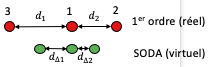 3 d₁ 1 d₂ 2 1ᵉʳ ordre (réel)
dΔ1 dΔ2 SODA (virtuel)